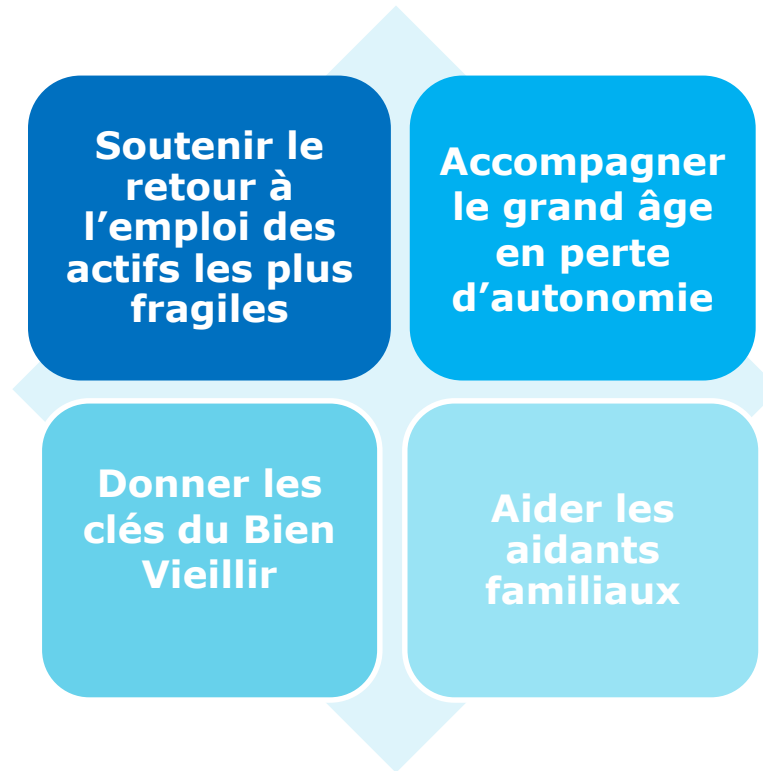 Soutenir le
retour à
l’emploi des
actifs les plus
fragiles
Accompagner
le grand âge
en perte
d’autonomie
Donner les
clés du Bien
Vieillir
Aider les
aidants
familiaux